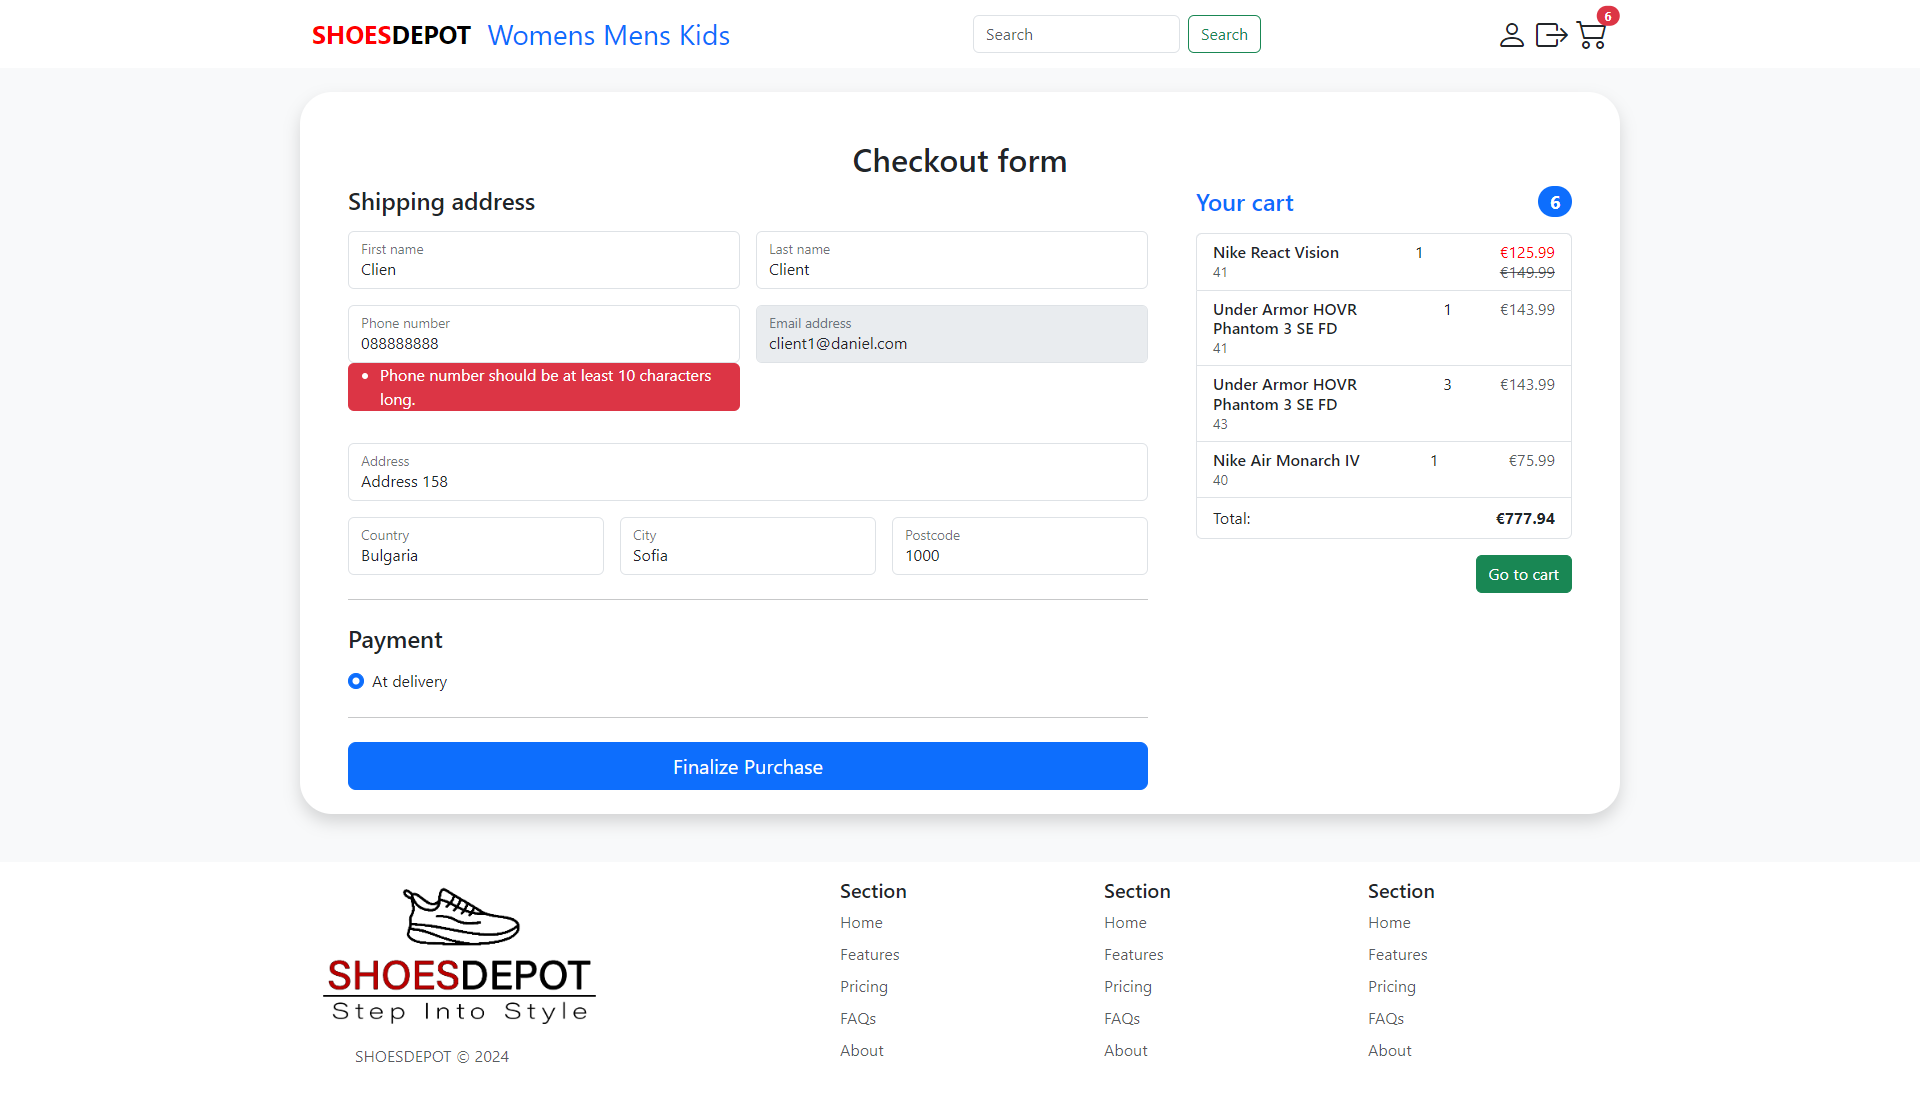 SHOESDEPOT Womens Mens Kids Search Search 6
Checkout form
Shipping address
First name
Clien
Last name
Client
Phone number
088888888
Email address
client1@daniel.com
• Phone number should be at least 10 characters
long.
Address
Address 158
Country
Bulgaria
City
Sofia
Postcode
1000
Payment
At delivery
Finalize Purchase
Your cart 6
Nike React Vision 1 €125.99
41 €149.99
Under Armor HOVR 1 €143.99
Phantom 3 SE FD
41
Under Armor HOVR 3 €143.99
Phantom 3 SE FD
43
Nike Air Monarch IV 1 €75.99
40
Total: €777.94
Go to cart
SHOESDEPOT
Step Into Style
SHOESDEPOT © 2024
Section
Home
Features
Pricing
FAQs
About
Section
Home
Features
Pricing
FAQs
About
Section
Home
Features
Pricing
FAQs
About